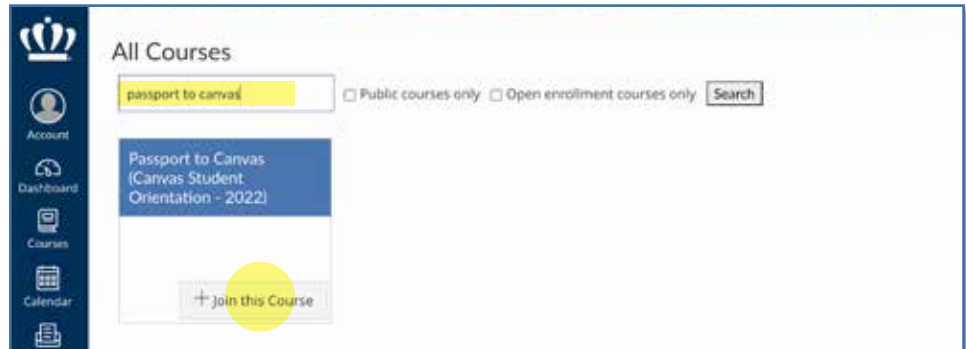 All Courses
passport to canvas
Public courses only Open enrollment courses only Search
Account
Dashboard
Courses
Calendar
Passport to Canvas
(Canvas Student
Orientation - 2022)
+ Join this Course